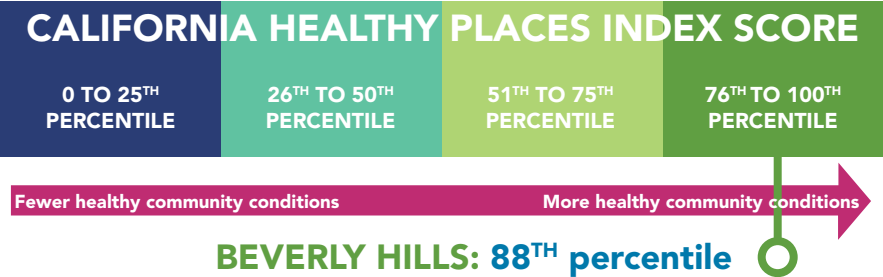 CALIFORNIA HEALTHY PLACES INDEX SCORE
0 TO 25TH PERCENTILE
26TH TO 50TH PERCENTILE
51TH TO 75TH PERCENTILE
76TH TO 100TH PERCENTILE
Fewer healthy community conditions
More healthy community conditions
BEVERLY HILLS: 88TH percentile